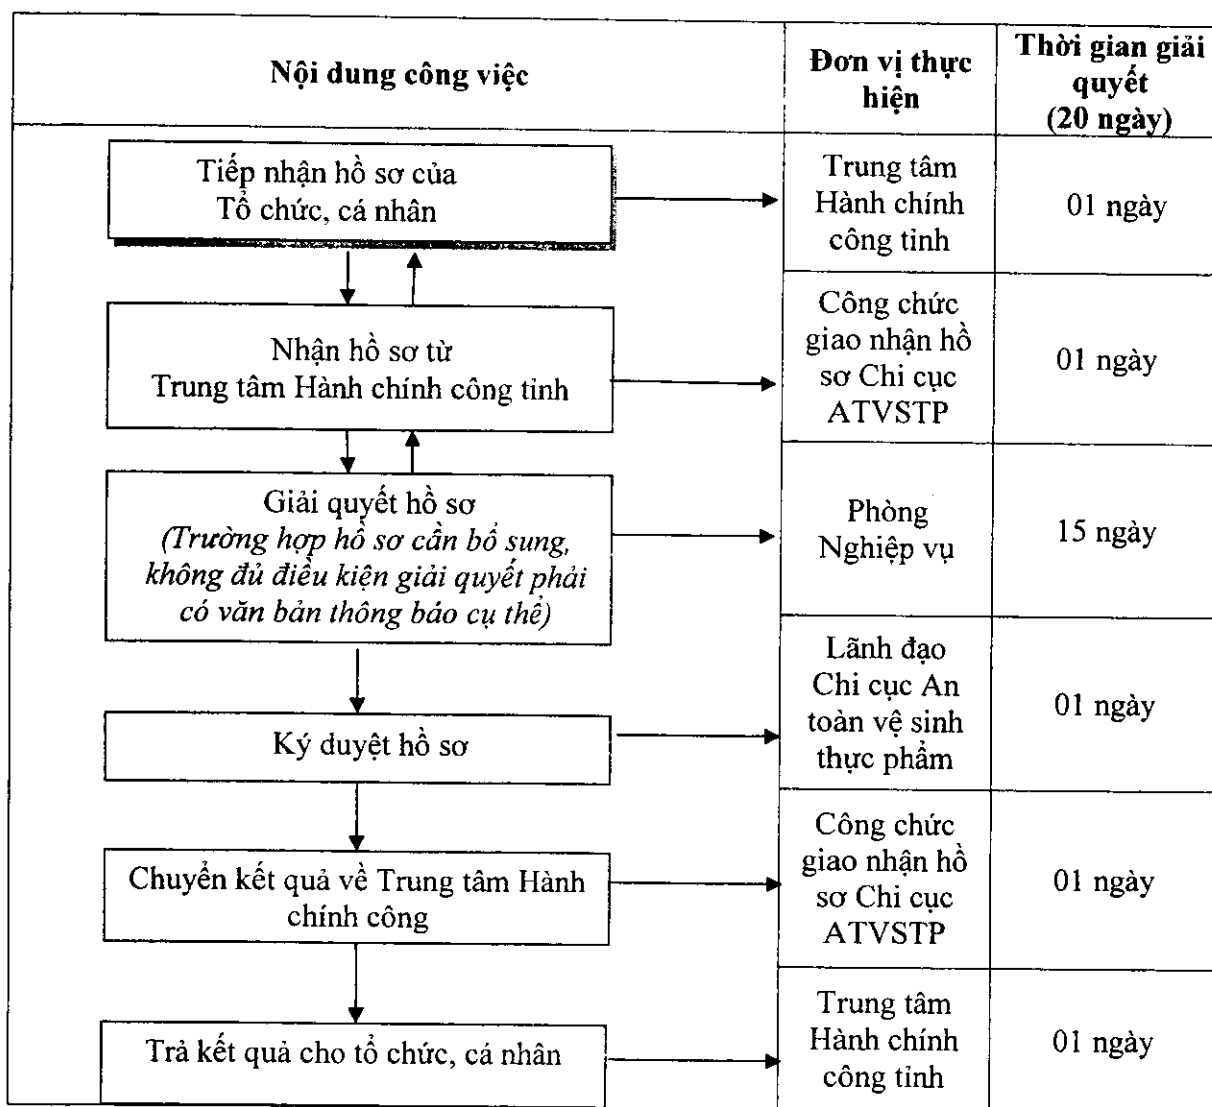 Nội dung công việc
Đơn vị thực
hiện
Thời gian giải
quyết
(20 ngày)
Tiếp nhận hồ sơ của
Tổ chức, cá nhân
Trung tâm
Hành chính
công tỉnh
01 ngày
Nhận hồ sơ từ
Trung tâm Hành chính công tỉnh
Công chức
giao nhận hồ
sơ Chi cục
ATVSTP
01 ngày
Giải quyết hồ sơ
(Trường hợp hồ sơ cần bổ sung,
không đủ điều kiện giải quyết phải
có văn bản thông báo cụ thể)
Phòng
Nghiệp vụ
15 ngày
Ký duyệt hồ sơ
Lãnh đạo
Chi cục An
toàn vệ sinh
thực phẩm
01 ngày
Chuyển kết quả về Trung tâm Hành
chính công
Công chức
giao nhận hồ
sơ Chi cục
ATVSTP
01 ngày
Trả kết quả cho tổ chức, cá nhân
Trung tâm
Hành chính
công tỉnh
01 ngày